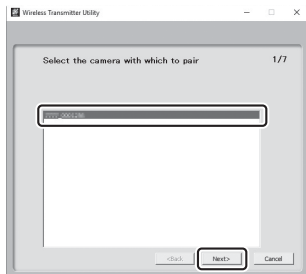 Wireless Transmitter Utility
Select the camera with which to pair 1/7
<Back Next> Cancel